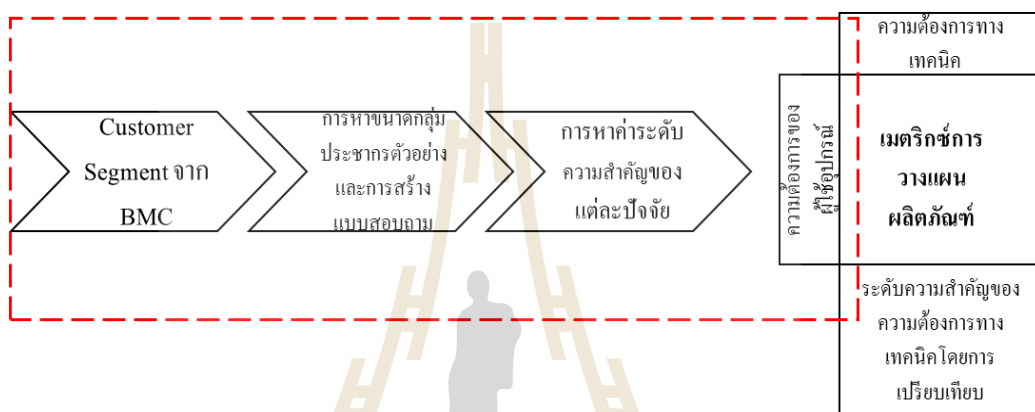 Customer
Segment จาก
BMC
การหาขนาดกลุ่ม
ประชากรตัวอย่าง
และการสร้าง
แบบสอบถาม
การหาค่าระดับ
ความสำคัญของ
แต่ละปัจจัย
ความต้องการของ
ผู้ใช้อุปกรณ์
ความต้องการทาง
เทคนิค
เมตริกซ์การ
วางแผน
ผลิตภัณฑ์
ระดับความสำคัญของ
ความต้องการทาง
เทคนิคโดยการ
เปรียบเทียบ